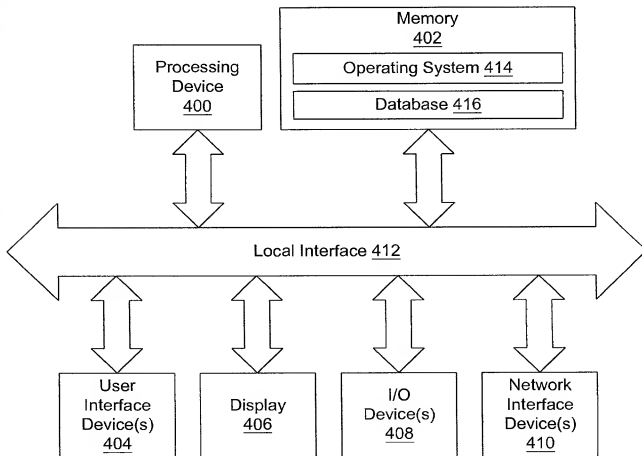 Memory
402
Operating System 414
Database 416
Processing
Device
400
Local Interface 412
User
Interface
Device(s)
404
Display
406
I/O
Device(s)
408
Network
Interface
Device(s)
410